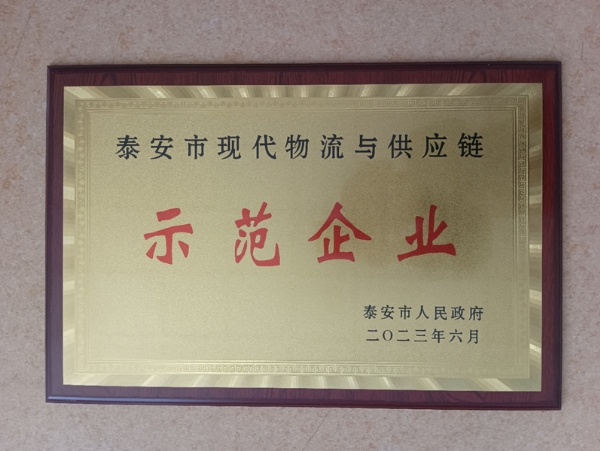 泰安市现代物流与供应链
示范企业
泰安市人民政府
二〇二三年六月